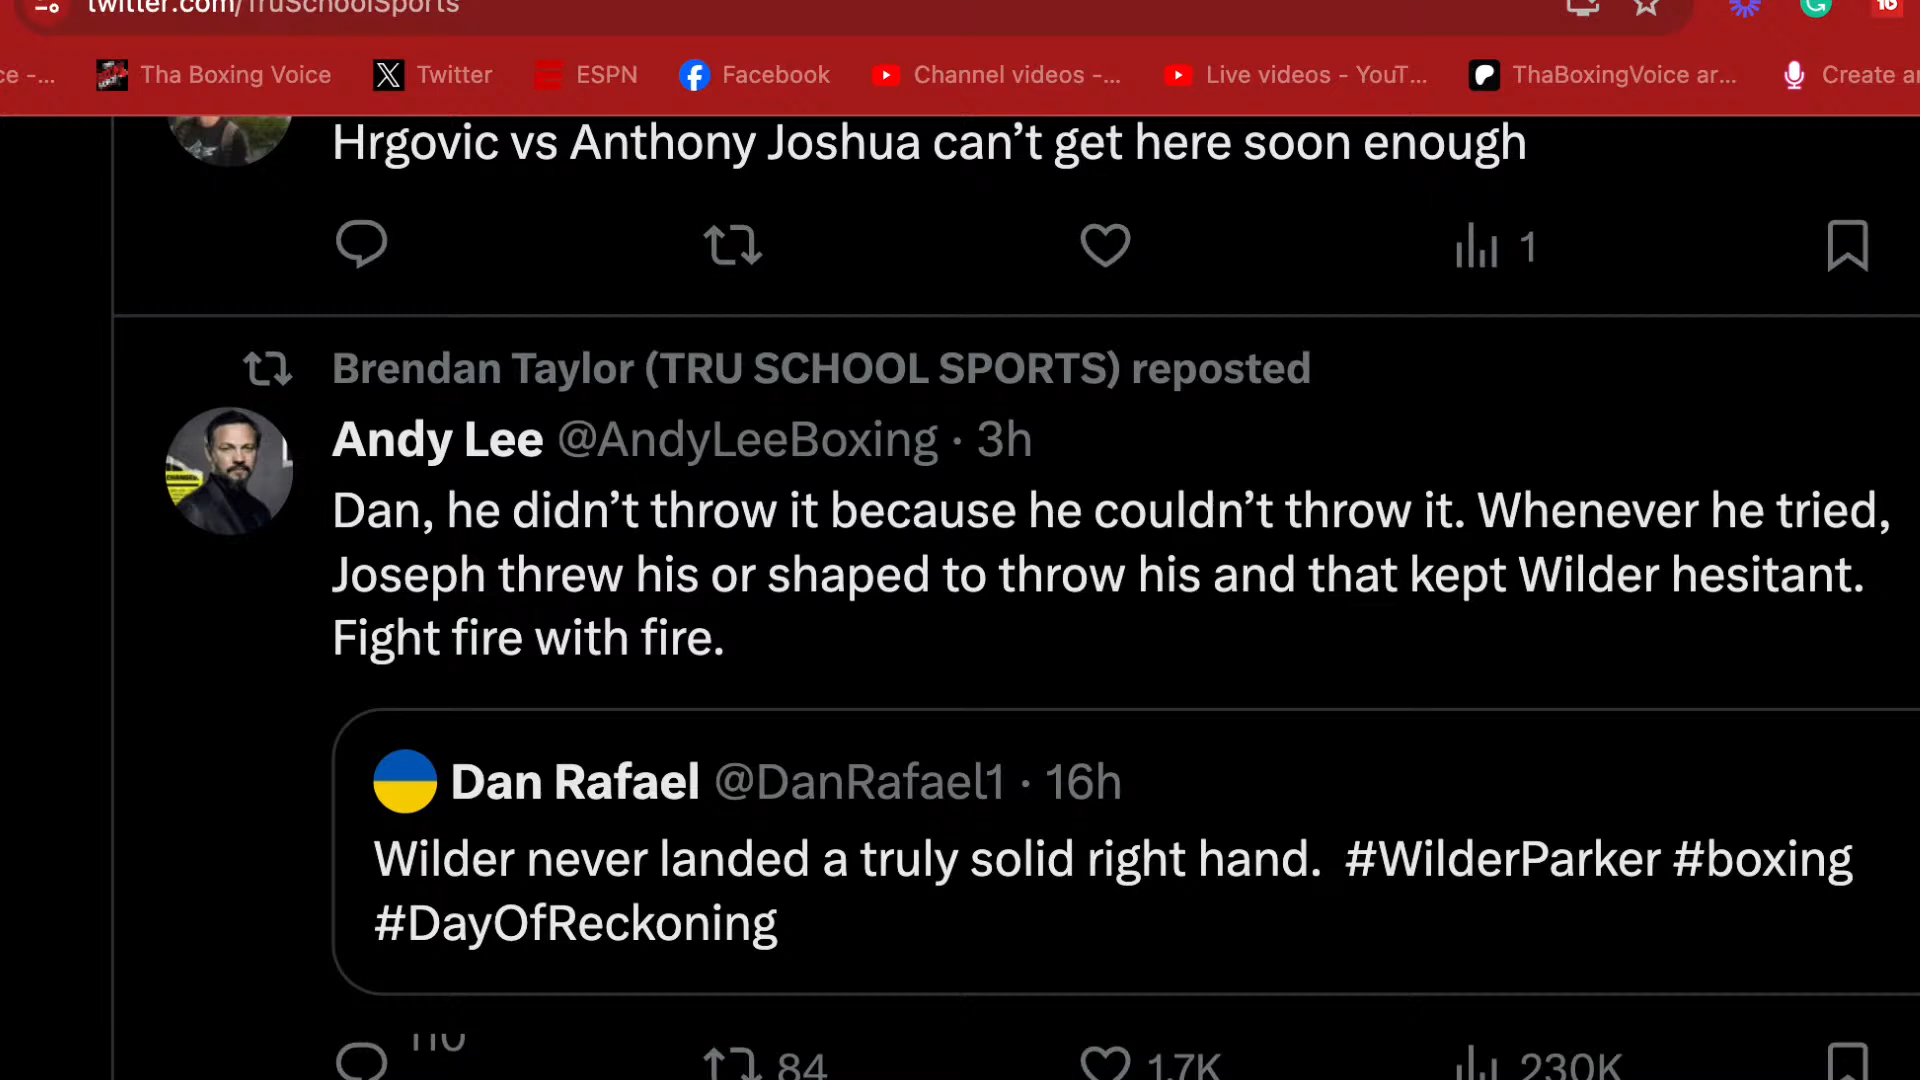 twitter.com/TruSchoolSports
ce -... Tha Boxing Voice Twitter ESPN Facebook Channel videos -... Live videos - YouT... ThaBoxingVoice ar... Create a
Hrgovic vs Anthony Joshua can’t get here soon enough
1
Brendan Taylor (TRU SCHOOL SPORTS) reposted
Andy Lee @AndyLeeBoxing · 3h
Dan, he didn’t throw it because he couldn’t throw it. Whenever he tried,
Joseph threw his or shaped to throw his and that kept Wilder hesitant.
Fight fire with fire.
Dan Rafael @DanRafael1 · 16h
Wilder never landed a truly solid right hand. #WilderParker #boxing
#DayOfReckoning
84 1.7K 230K